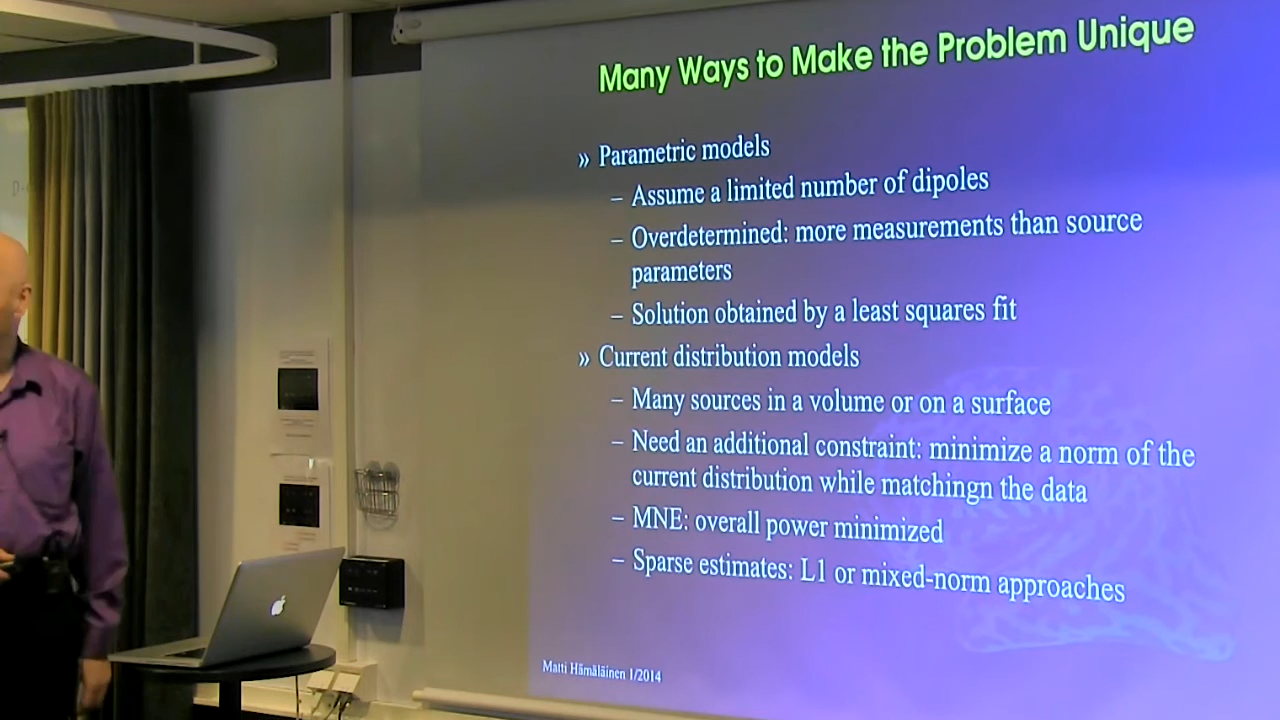 Many Ways to Make the Problem Unique
» Parametric models
– Assume a limited number of dipoles
– Overdetermined: more measurements than source
parameters
– Solution obtained by a least squares fit
» Current distribution models
– Many sources in a volume or on a surface
– Need an additional constraint: minimize a norm of the
current distribution while matchingn the data
– MNE: overall power minimized
– Sparse estimates: L1 or mixed-norm approaches
Matti Hämäläinen 1/2014